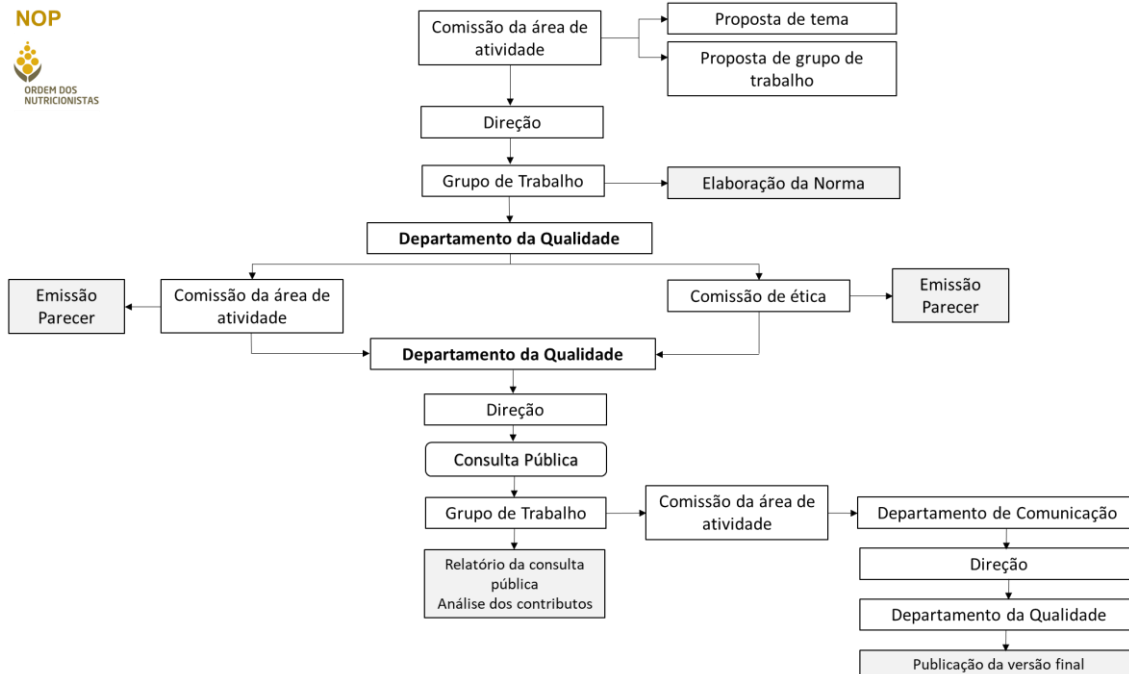 NOP
ORDEM DOS
NUTRICIONISTAS
Comissão da área de
atividade
Proposta de tema
Proposta de grupo de
trabalho
Direção
Grupo de Trabalho
Elaboração da Norma
Departamento da Qualidade
Emissão
Parecer
Comissão da área de
atividade
Comissão de ética
Emissão
Parecer
Departamento da Qualidade
Direção
Consulta Pública
Grupo de Trabalho
Comissão da área de
atividade
Departamento de Comunicação
Relatório da consulta
pública
Análise dos contributos
Direção
Departamento da Qualidade
Publicação da versão final